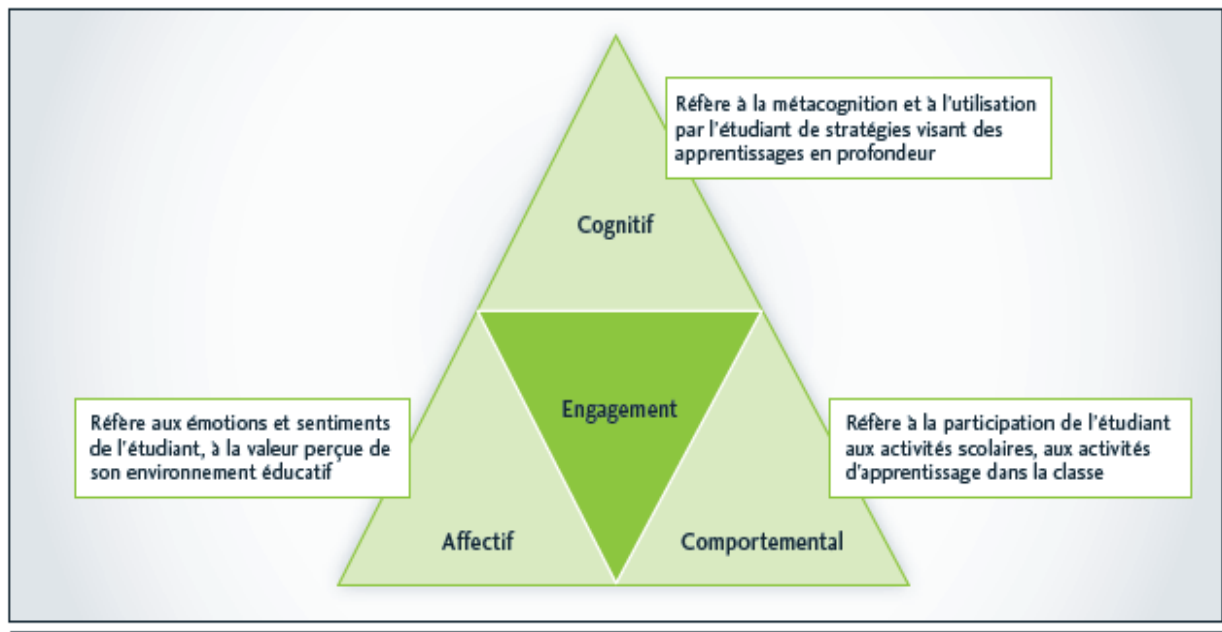 Réfère à la métacognition et à l'utilisation
par l'étudiant de stratégies visant des
apprentissages en profondeur
Cognitif
Engagement
Réfère aux émotions et sentiments
de l'étudiant, à la valeur perçue de
son environnement éducatif
Réfère à la participation de l'étudiant
aux activités scolaires, aux activités
d'apprentissage dans la classe
Affectif
Comportemental